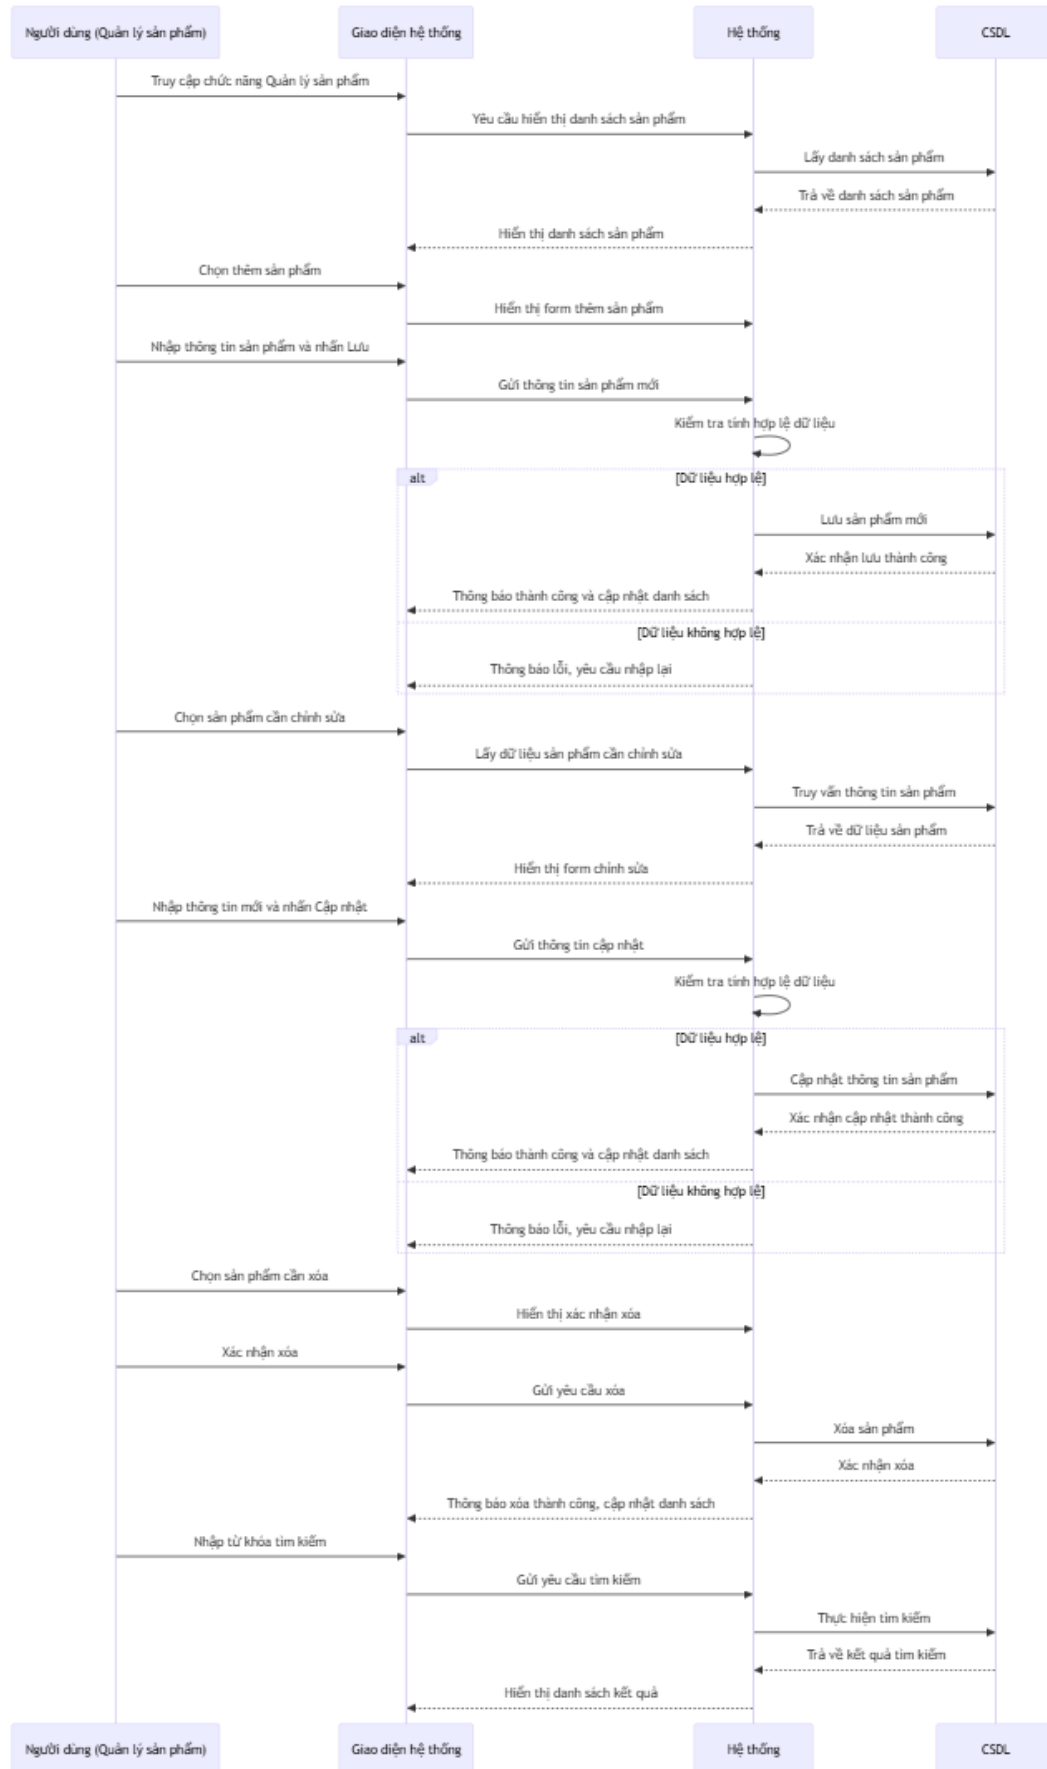 Người dùng (Quản lý sản phẩm)
Giao diện hệ thống
Hệ thống
CSDL
Truy cập chức năng Quản lý sản phẩm
Yêu cầu hiển thị danh sách sản phẩm
Lấy danh sách sản phẩm
Trả về danh sách sản phẩm
Hiển thị danh sách sản phẩm
Chọn thêm sản phẩm
Hiển thị form thêm sản phẩm
Nhập thông tin sản phẩm và nhấn Lưu
Gửi thông tin sản phẩm mới
Kiểm tra tính hợp lệ dữ liệu
alt
[Dữ liệu hợp lệ]
Lưu sản phẩm mới
Xác nhận lưu thành công
Thông báo thành công và cập nhật danh sách
[Dữ liệu không hợp lệ]
Thông báo lỗi, yêu cầu nhập lại
Chọn sản phẩm cần chỉnh sửa
Lấy dữ liệu sản phẩm cần chỉnh sửa
Truy vấn thông tin sản phẩm
Trả về dữ liệu sản phẩm
Hiển thị form chỉnh sửa
Nhập thông tin mới và nhấn Cập nhật
Gửi thông tin cập nhật
Kiểm tra tính hợp lệ dữ liệu
alt
[Dữ liệu hợp lệ]
Cập nhật thông tin sản phẩm
Xác nhận cập nhật thành công
Thông báo thành công và cập nhật danh sách
[Dữ liệu không hợp lệ]
Thông báo lỗi, yêu cầu nhập lại
Chọn sản phẩm cần xóa
Hiển thị xác nhận xóa
Xác nhận xóa
Gửi yêu cầu xóa
Xóa sản phẩm
Xác nhận xóa
Thông báo xóa thành công, cập nhật danh sách
Nhập từ khóa tìm kiếm
Gửi yêu cầu tìm kiếm
Thực hiện tìm kiếm
Trả về kết quả tìm kiếm
Hiển thị danh sách kết quả
Người dùng (Quản lý sản phẩm)
Giao diện hệ thống
Hệ thống
CSDL